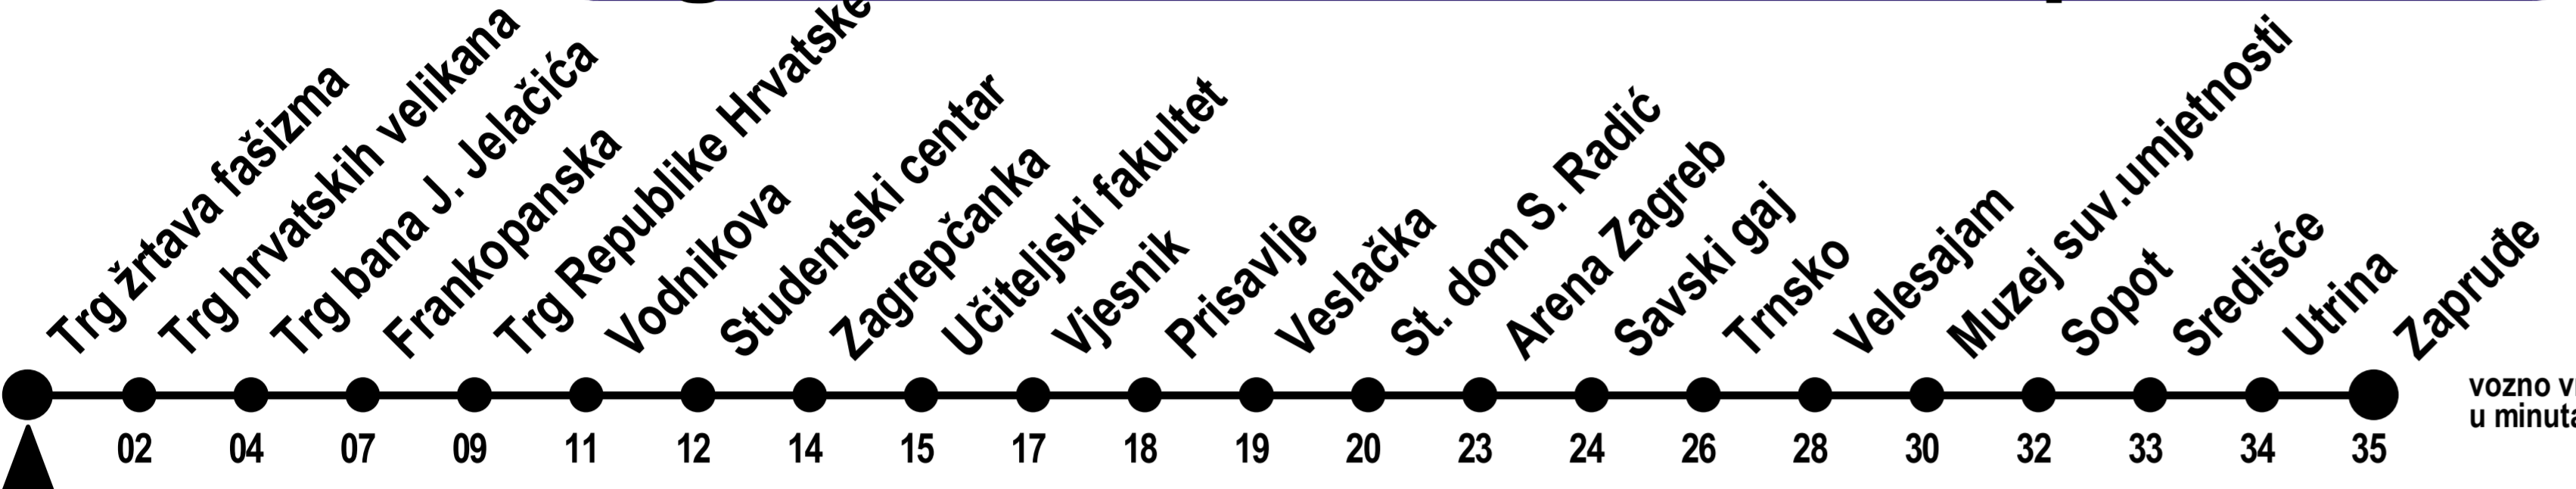 Trg žrtava fašizma
Trg hrvatskih velikana
Trg bana J. Jelačića
Frankopanska
Trg Republike Hrvatske
Vodnikova
Studentski centar
Zagrepčanka
Učiteljski fakultet
Vjesnik
Prisavlje
Veslačka
St. dom S. Radić
Arena Zagreb
Savski gaj
Trnsko
Velesajam
Muzej suv.umjetnosti
Sopot
Središće
Utrina
Zapruđe
02 04 07 09 11 12 14 15 17 18 19 20 23 24 26 28 30 32 33 34 35
vozno
u